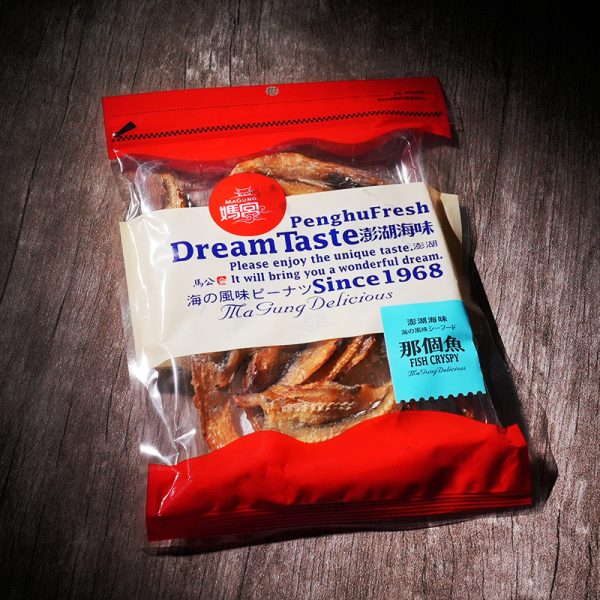 MAGUNG
媽宮
PenghuFresh
DreamTaste澎湖海味
Please enjoy the unique taste.澎湖
馬公 It will bring you a wonderful dream.
海の風味ピーナツSince1968
MaGung Delicious
澎湖海味
海の風味シーフード
那個魚
FISH CRYSPY
MaGung Delicious